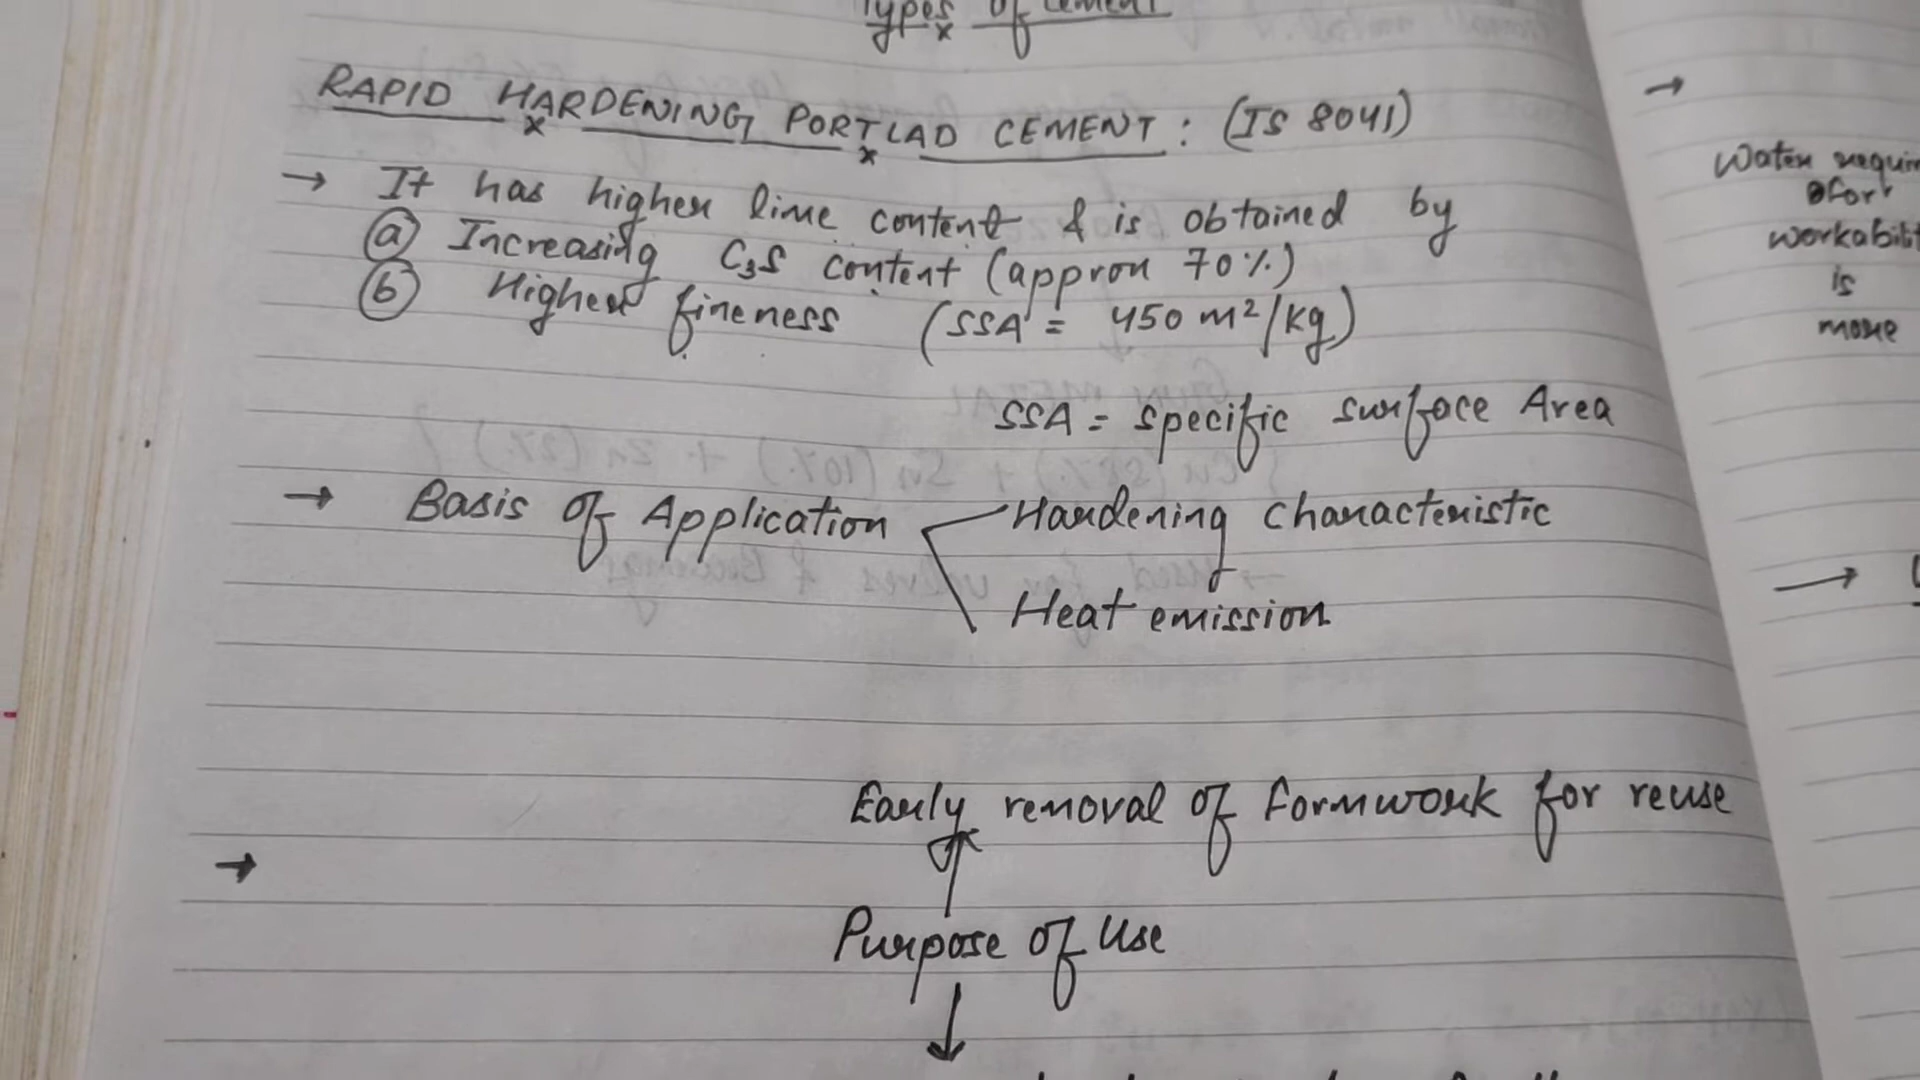 Types of cement
RAPID HARDENING PORTLAD CEMENT : (IS 8041)
→ It has higher lime content & is obtained by
(a) Increasing C₃S content (approx 70%)
(b) Higher fineness (SSA = 450 m²/kg)
SSA = Specific surface Area
→ Basis of Application
Hardening characteristic
Heat emission
→
Early removal of formwork for reuse
Purpose of Use
→
Water
for
workabilit
is
more
→